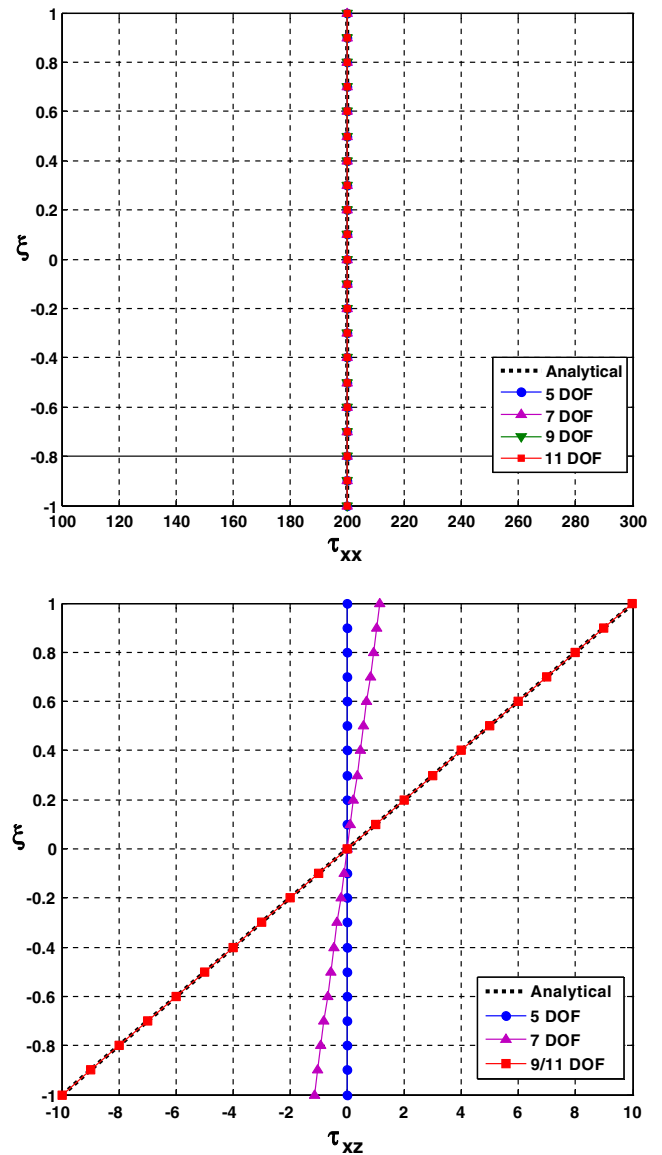 1
0.8
0.6
0.4
0.2
0
-0.2
-0.4
-0.6
-0.8
-1
ξ
100 120 140 160 180 200 220 240 260 280 300
τxx
Analytical
5 DOF
7 DOF
9 DOF
11 DOF
1
0.8
0.6
0.4
0.2
0
-0.2
-0.4
-0.6
-0.8
-1
ξ
-10 -8 -6 -4 -2 0 2 4 6 8 10
τxz
Analytical
5 DOF
7 DOF
9/11 DOF